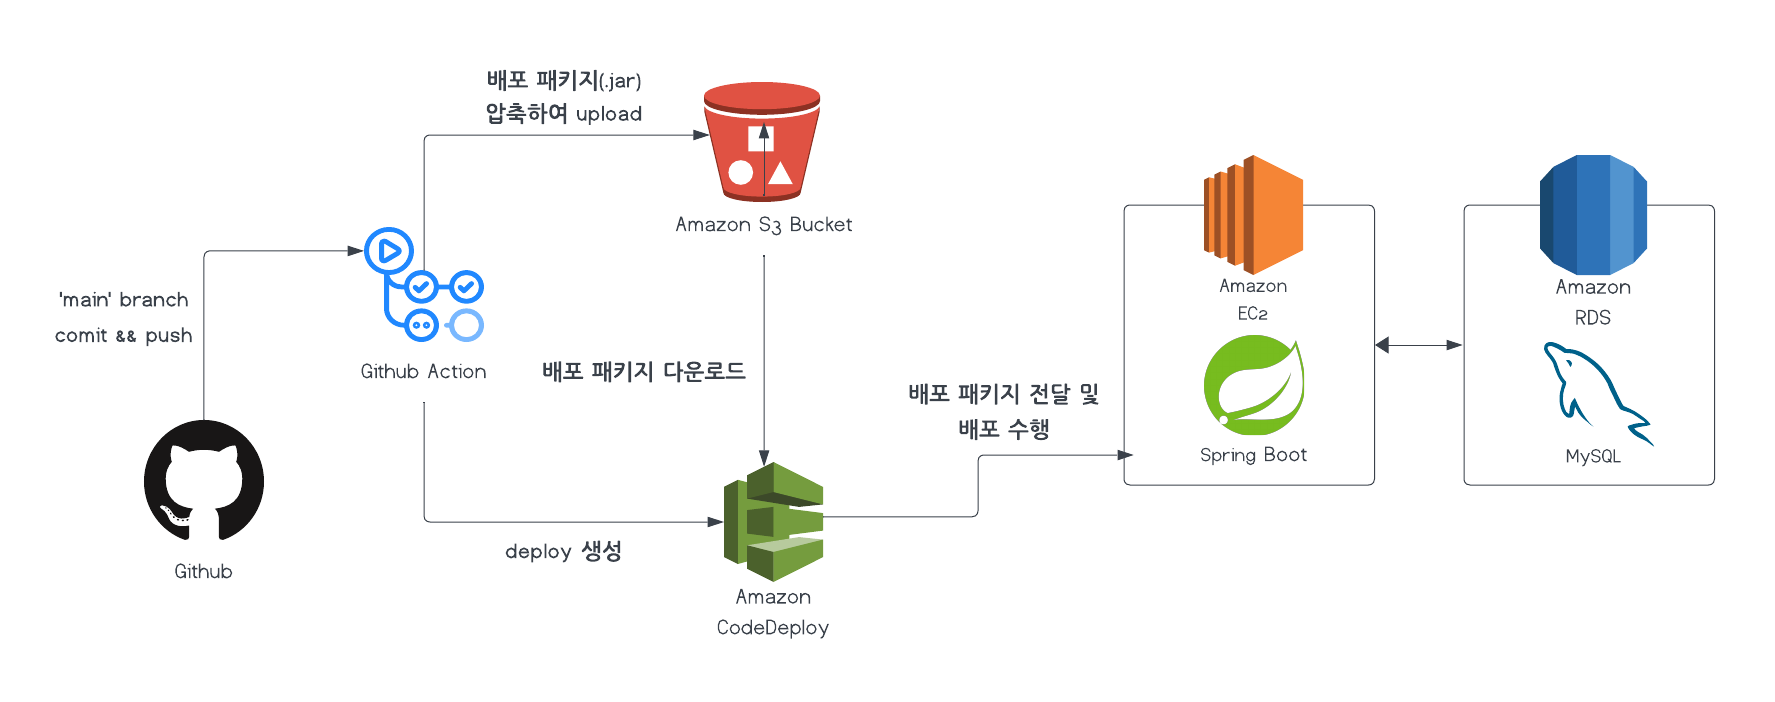 배포 패키지(.jar)
압축하여 upload
Amazon S3 Bucket
'main' branch
comit && push
Github Action
Github
배포 패키지 다운로드
deploy 생성
Amazon
CodeDeploy
배포 패키지 전달 및
배포 수행
Amazon
EC2
Spring Boot
Amazon
RDS
MySQL